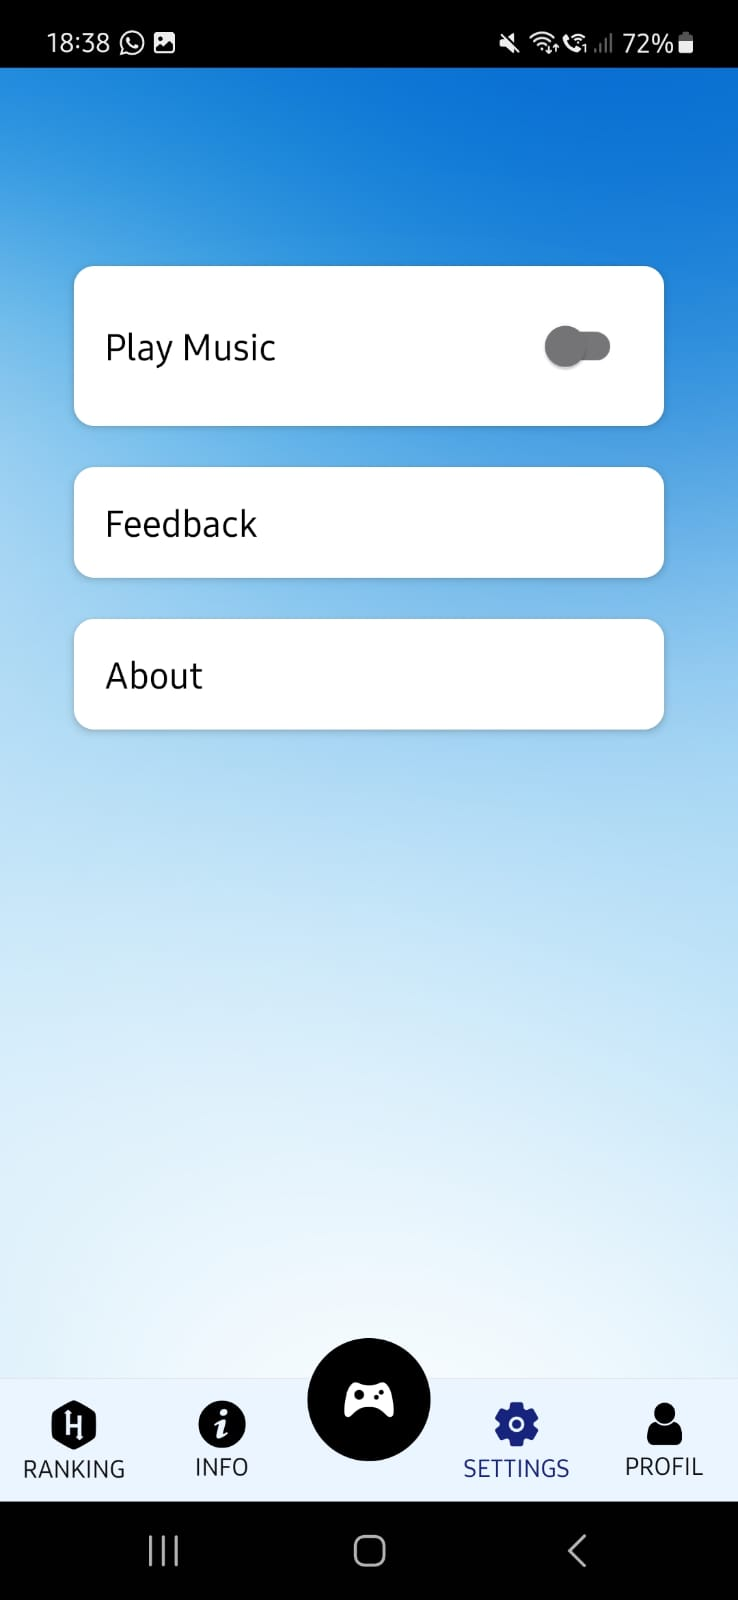 18:38 72%
Play Music
Feedback
About
RANKING INFO SETTINGS PROFIL